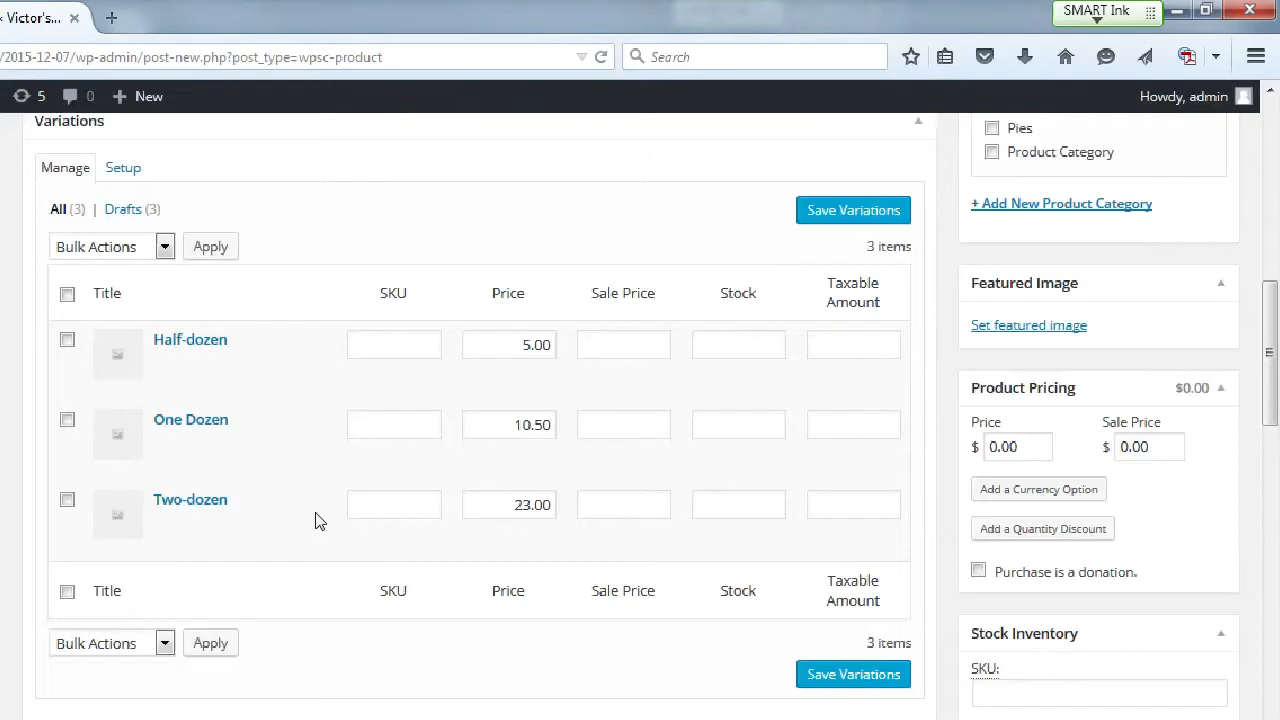 Victor's...
SMART Ink
/2015-12-07/wp-admin/post-new.php?post_type=wpsc-product
Search
5
0
New
Howdy, admin
Variations
Manage
Setup
All (3) | Drafts (3)
Save Variations
Bulk Actions
Apply
3 items
Title
SKU
Price
Sale Price
Stock
Taxable
Amount
Half-dozen
5.00
One Dozen
10.50
Two-dozen
23.00
Title
SKU
Price
Sale Price
Stock
Taxable
Amount
Bulk Actions
Apply
3 items
Save Variations
Pies
Product Category
+ Add New Product Category
Featured Image
Set featured image
Product Pricing
$0.00
Price
Sale Price
$ 0.00
$ 0.00
Add a Currency Option
Add a Quantity Discount
Purchase is a donation.
Stock Inventory
SKU: